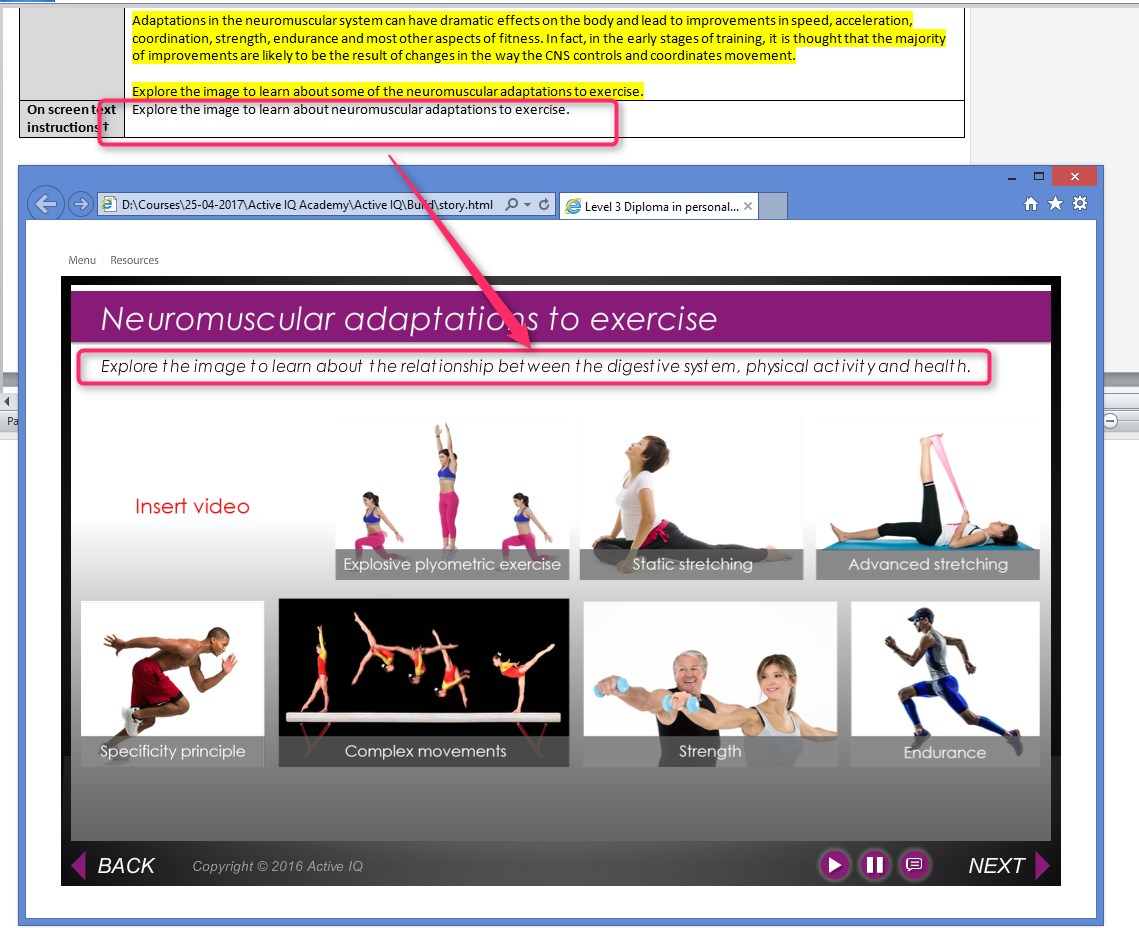 Adaptations in the neuromuscular system can have dramatic effects on the body and lead to improvements in speed, acceleration,
coordination, strength, endurance and most other aspects of fitness. In fact, in the early stages of training, it is thought that the majority
of improvements are likely to be the result of changes in the way the CNS controls and coordinates movement.
Explore the image to learn about some of the neuromuscular adaptations to exercise.
On screen text
instructions †
Explore the image to learn about neuromuscular adaptations to exercise.
D:\Courses\25-04-2017\Active IQ Academy\Active IQ\Build\story.html
Level 3 Diploma in personal...
Menu
Resources
Neuromuscular adaptations to exercise
Explore the image to learn about the relationship between the digestive system, physical activity and health.
Pa
Insert video
Explosive plyometric exercise
Static stretching
Advanced stretching
Specificity principle
Complex movements
Strength
Endurance
BACK
Copyright © 2016 Active IQ
NEXT